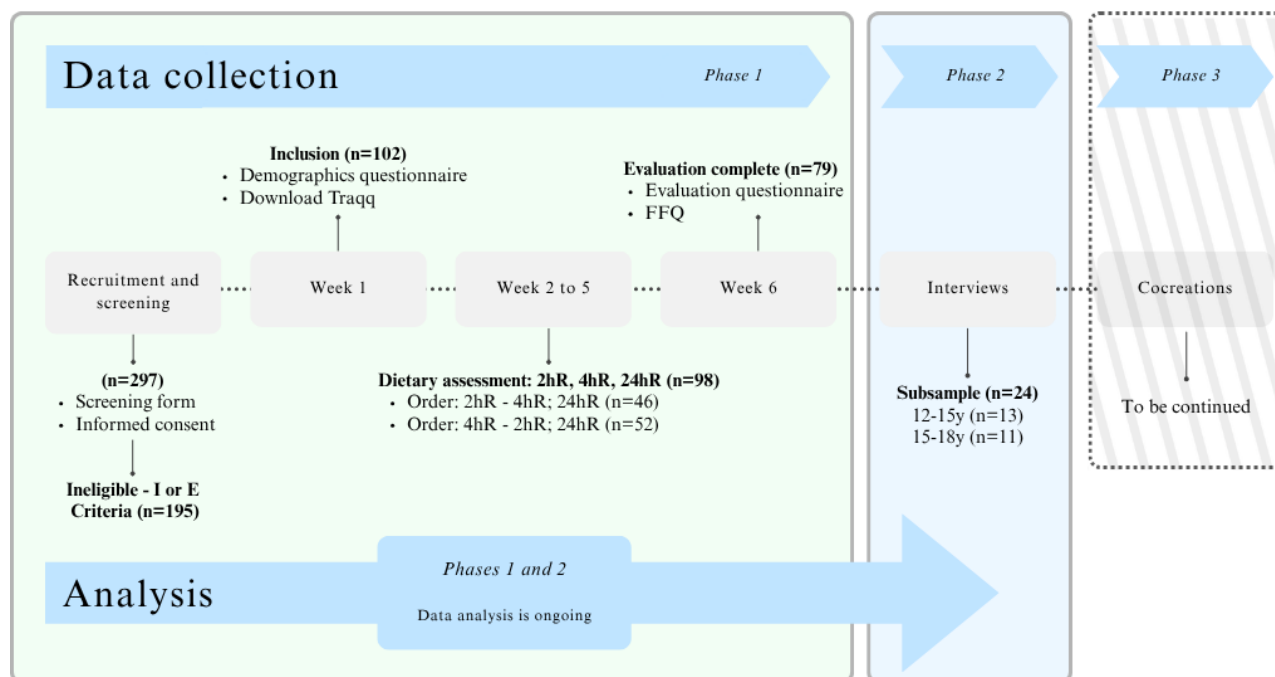 Data collection
Phase 1
Phase 2
Phase 3
Inclusion (n=102)
• Demographics questionnaire
• Download Traqq
Evaluation complete (n=79)
• Evaluation questionnaire
• FFQ
Recruitment and
screening
Week 1
Week 2 to 5
Week 6
Interviews
Cocreations
(n=297)
• Screening form
• Informed consent
Ineligible - I or E
Criteria (n=195)
Dietary assessment: 2hR, 4hR, 24hR (n=98)
• Order: 2hR - 4hR; 24hR (n=46)
• Order: 4hR - 2hR; 24hR (n=52)
Subsample (n=24)
12-15y (n=13)
15-18y (n=11)
To be continued
Analysis
Phases 1 and 2
Data analysis is ongoing